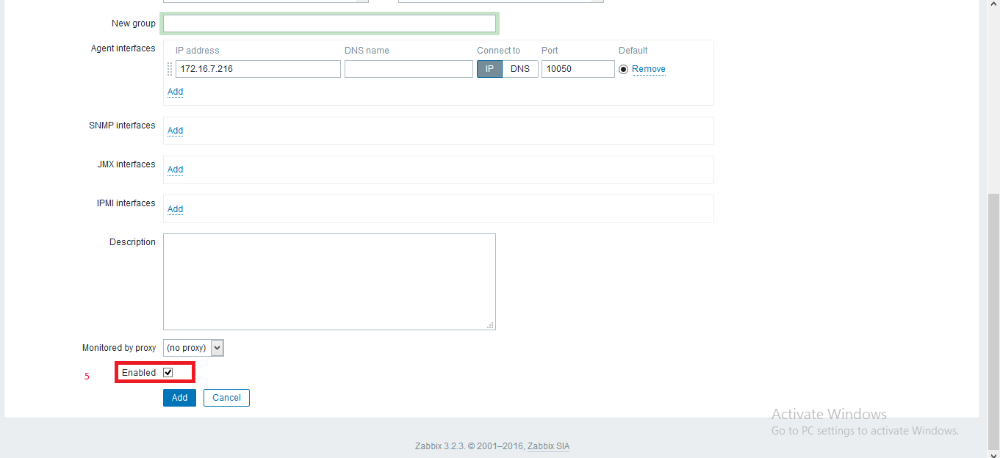 New group
Agent interfaces IP address DNS name Connect to Port Default
172.16.7.216 IP DNS 10050 Remove
Add
SNMP interfaces Add
JMX interfaces Add
IPMI interfaces Add
Description
Monitored by proxy (no proxy)
5 Enabled
Add Cancel
Activate Windows
Go to PC settings to activate Windows.
Zabbix 3.2.3. © 2001–2016, Zabbix SIA